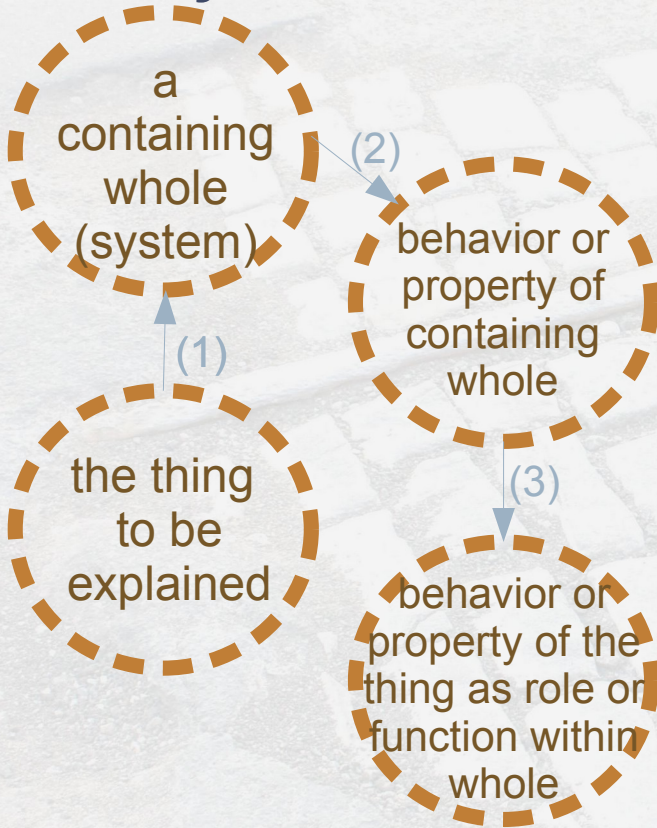 a
containing
whole
(system)
(2)
behavior or
property of
containing
whole
(1)
the thing
to be
explained
(3)
behavior or
property of the
thing as role or
function within
whole